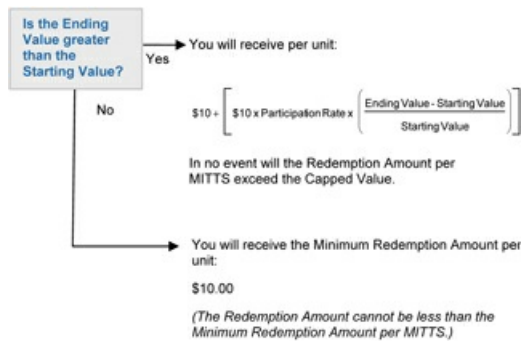 Is the Ending
Value greater
than the
Starting Value?
Yes
You will receive per unit:
No
$10 + [ $10 x Participation Rate x ( Ending Value - Starting Value
Starting Value ) ]
In no event will the Redemption Amount per
MITTS exceed the Capped Value.
You will receive the Minimum Redemption Amount per
unit:
$10.00
(The Redemption Amount cannot be less than the
Minimum Redemption Amount per MITTS.)